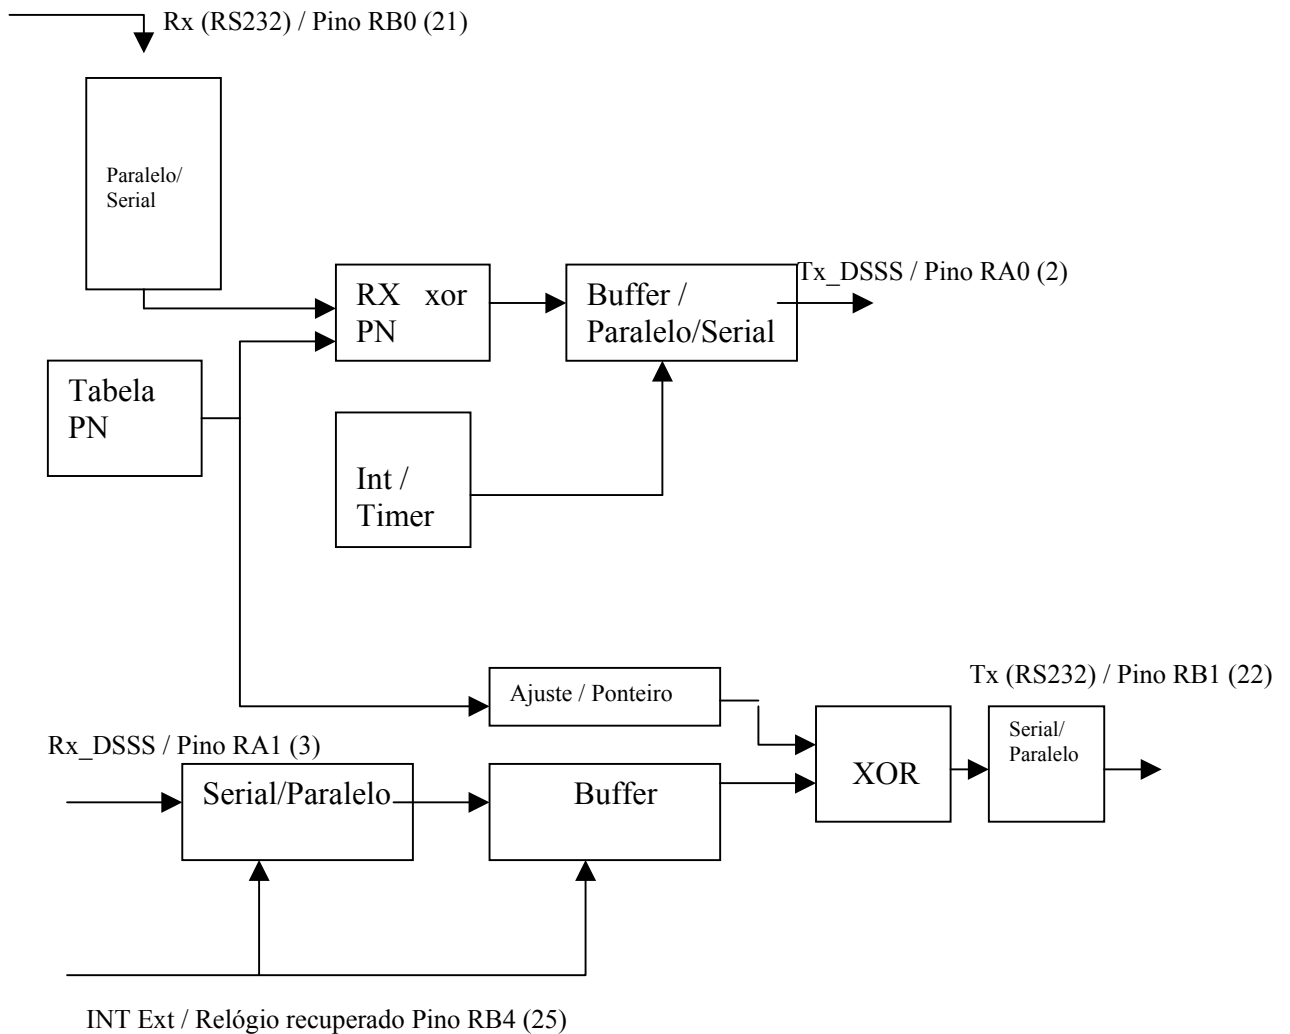 Rx (RS232) / Pino RB0 (21)
Paralelo/
Serial
Tx_DSSS / Pino RA0 (2)
RX xor
PN
Buffer /
Paralelo/Serial
Tabela
PN
Int /
Timer
Tx (RS232) / Pino RB1 (22)
Ajuste / Ponteiro
Serial/
Paralelo
Rx_DSSS / Pino RA1 (3)
XOR
Serial/Paralelo
Buffer
INT Ext / Relógio recuperado Pino RB4 (25)